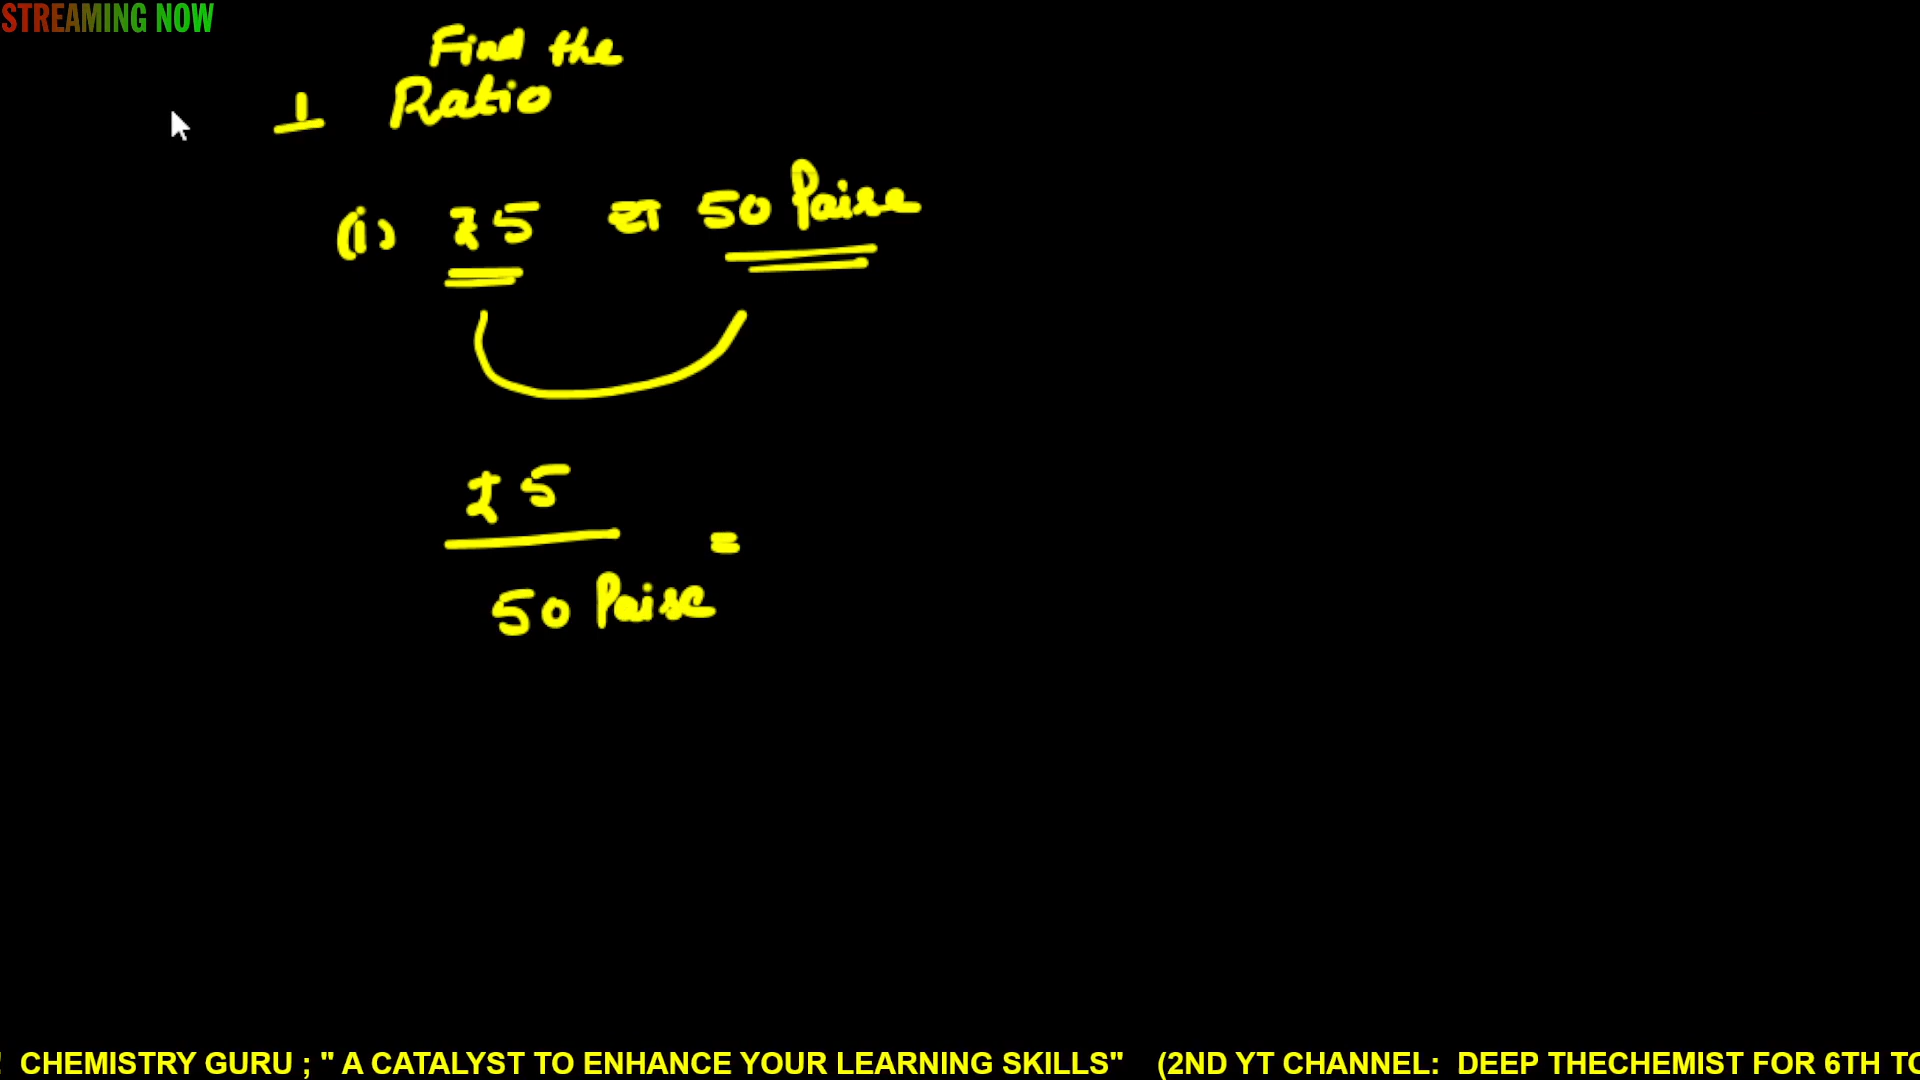 STREAMING NOW
Find the
1 Ratio
(i) ₹ 5 50 Paise
₹ 5
=
50 Paise
CHEMISTRY GURU ; " A CATALYST TO ENHANCE YOUR LEARNING SKILLS" (2ND YT CHANNEL: DEEP THECHEMIST FOR 6TH TO